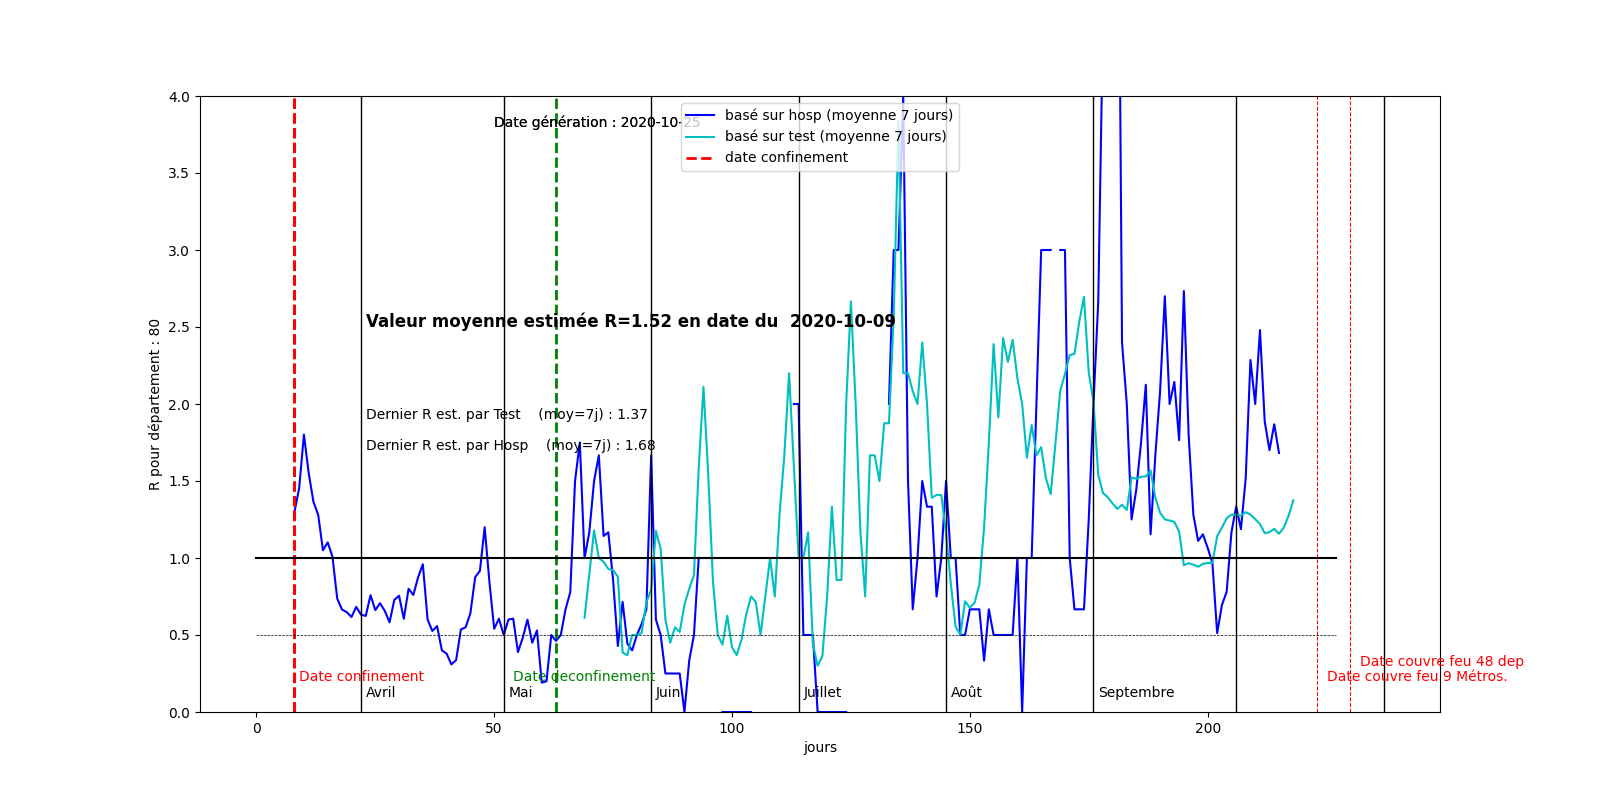 Date génération : 2020-10-25
basé sur hosp (moyenne 7 jours)
basé sur test (moyenne 7 jours)
date confinement
4.0
3.5
3.0
2.5
2.0
1.5
1.0
0.5
0.0
R pour département : 80
Valeur moyenne estimée R=1.52 en date du  2020-10-09
Dernier R est. par Test    (moy=7j) : 1.37
Dernier R est. par Hosp    (moy=7j) : 1.68
Date couvre feu 48 dep
Date confinement
Date deconfinement
Date couvre feu 9 Métros.
Avril
Mai
Juin
Juillet
Août
Septembre
0
50
100
150
200
jours